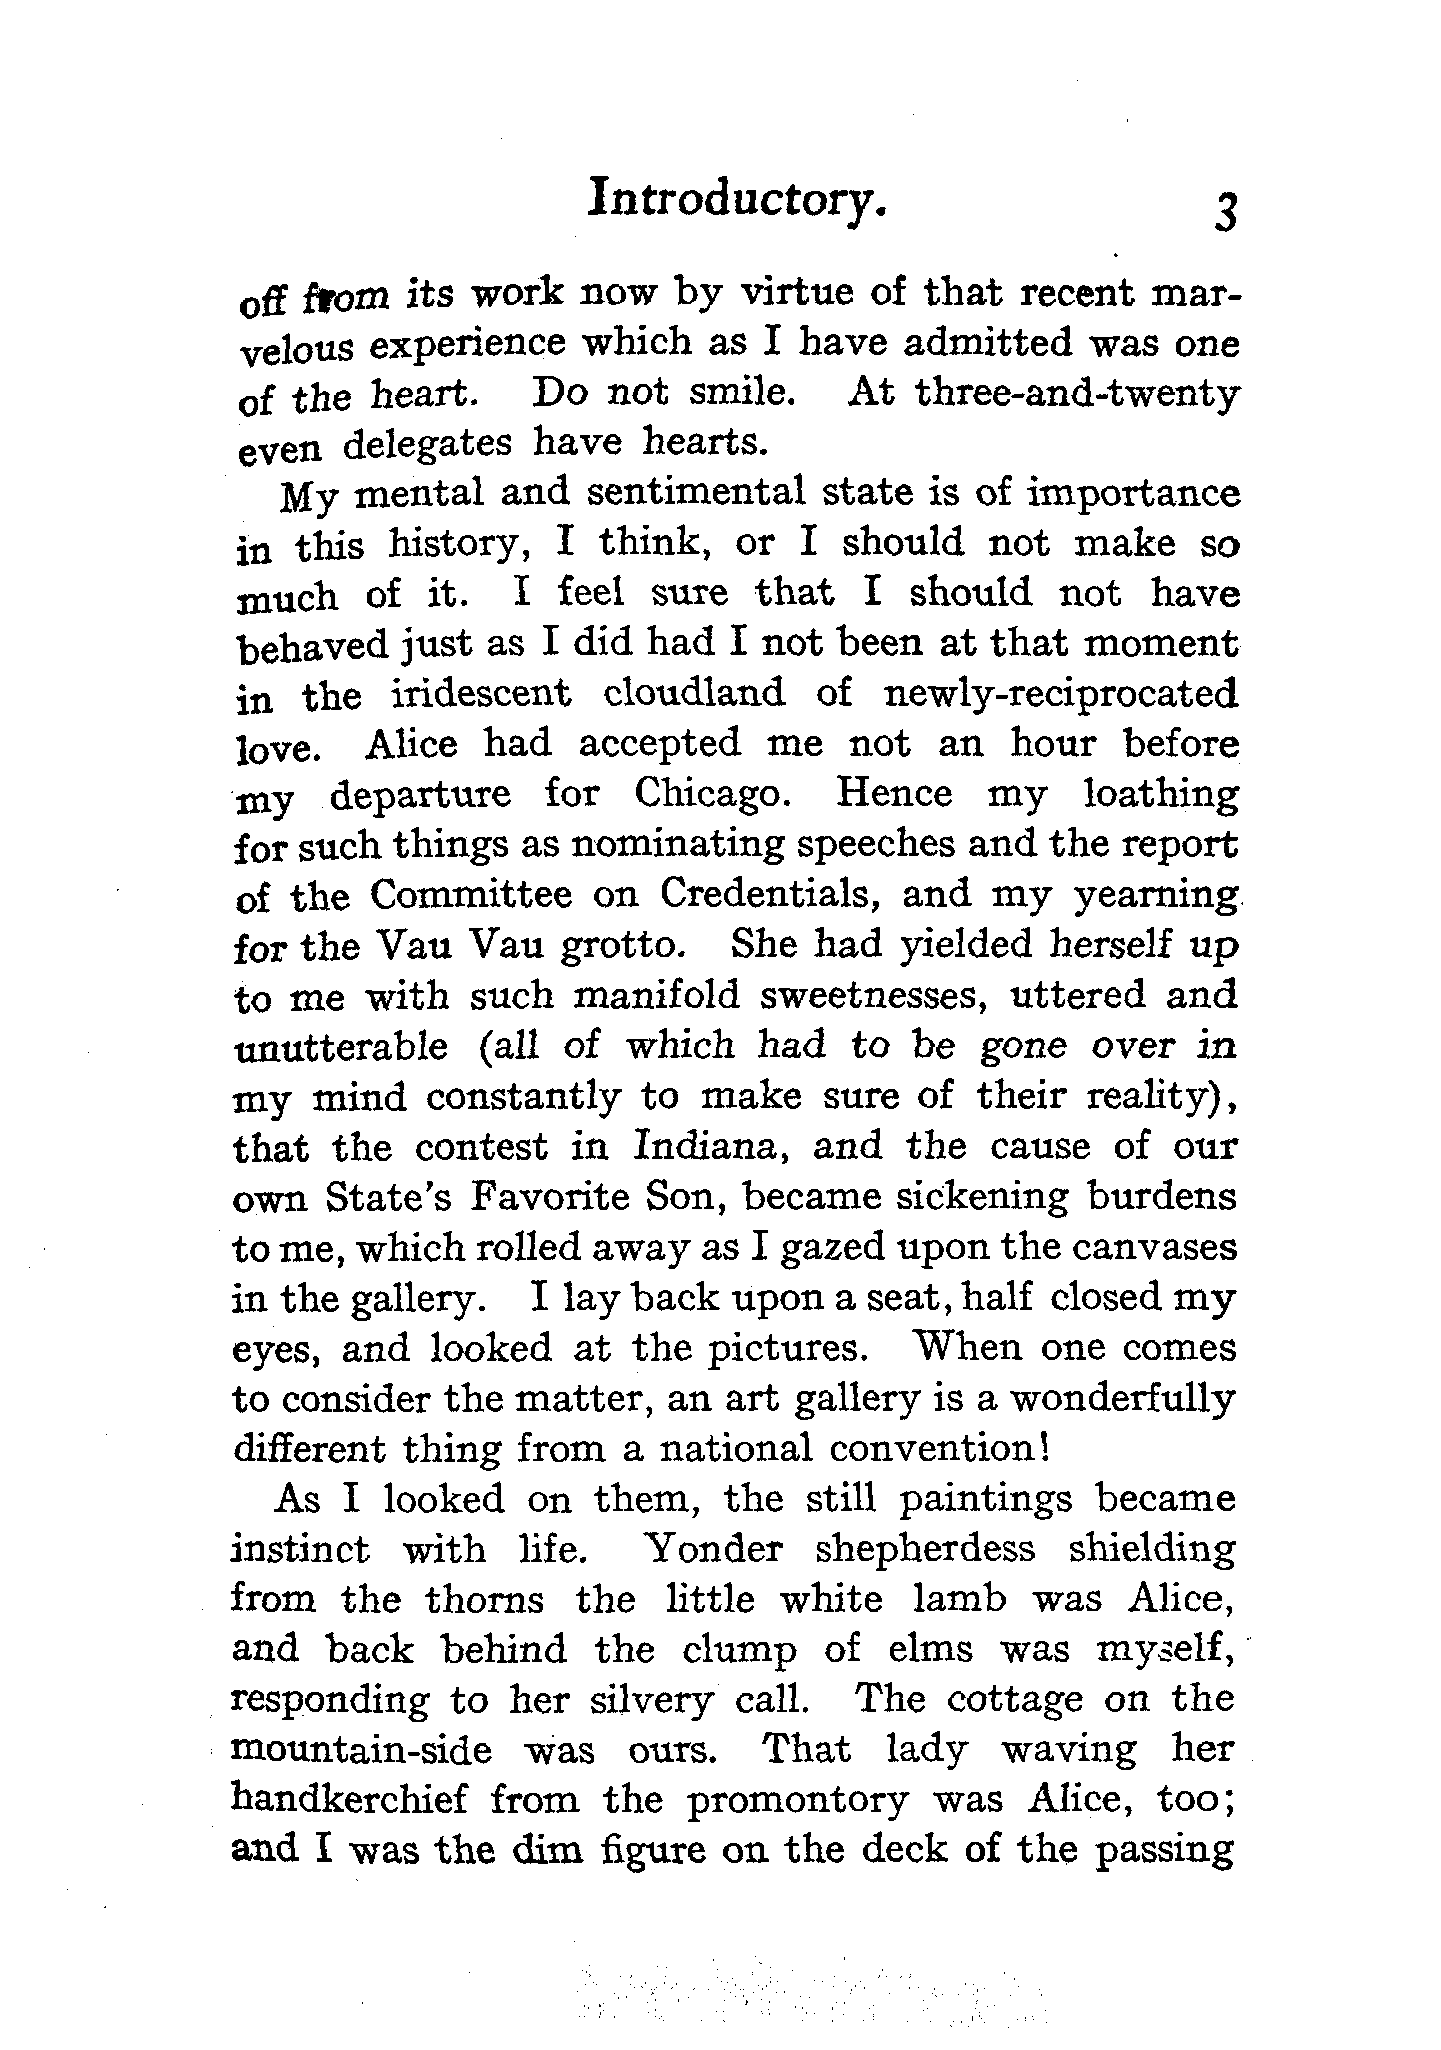 Introductory. 3
off from its work now by virtue of that recent mar-
velous experience which as I have admitted was one
of the heart. Do not smile. At three-and-twenty
even delegates have hearts.
My mental and sentimental state is of importance
in this history, I think, or I should not make so
much of it. I feel sure that I should not have
behaved just as I did had I not been at that moment
in the iridescent cloudland of newly-reciprocated
love. Alice had accepted me not an hour before
my departure for Chicago. Hence my loathing
for such things as nominating speeches and the report
of the Committee on Credentials, and my yearning
for the Vau Vau grotto. She had yielded herself up
to me with such manifold sweetnesses, uttered and
unutterable (all of which had to be gone over in
my mind constantly to make sure of their reality),
that the contest in Indiana, and the cause of our
own State's Favorite Son, became sickening burdens
to me, which rolled away as I gazed upon the canvases
in the gallery. I lay back upon a seat, half closed my
eyes, and looked at the pictures. When one comes
to consider the matter, an art gallery is a wonderfully
different thing from a national convention!
As I looked on them, the still paintings became
instinct with life. Yonder shepherdess shielding
from the thorns the little white lamb was Alice,
and back behind the clump of elms was myself,
responding to her silvery call. The cottage on the
mountain-side was ours. That lady waving her
handkerchief from the promontory was Alice, too;
and I was the dim figure on the deck of the passing